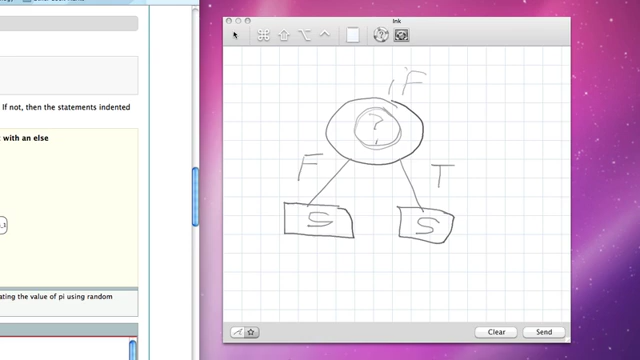 Ink
If not, then the statements indented
with an else
iF
?
F
T
S
S
ating the value of pi using random
Clear
Send